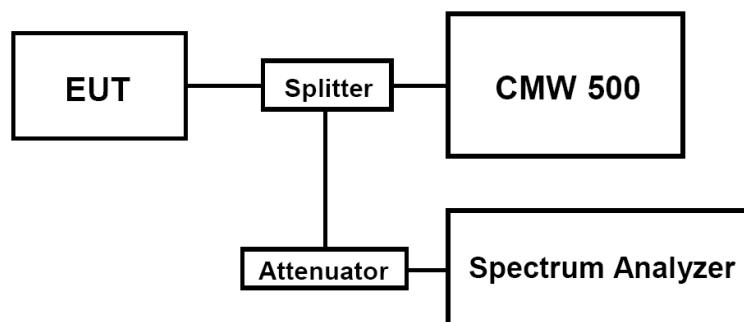 EUT
Splitter
CMW 500
Attenuator
Spectrum Analyzer